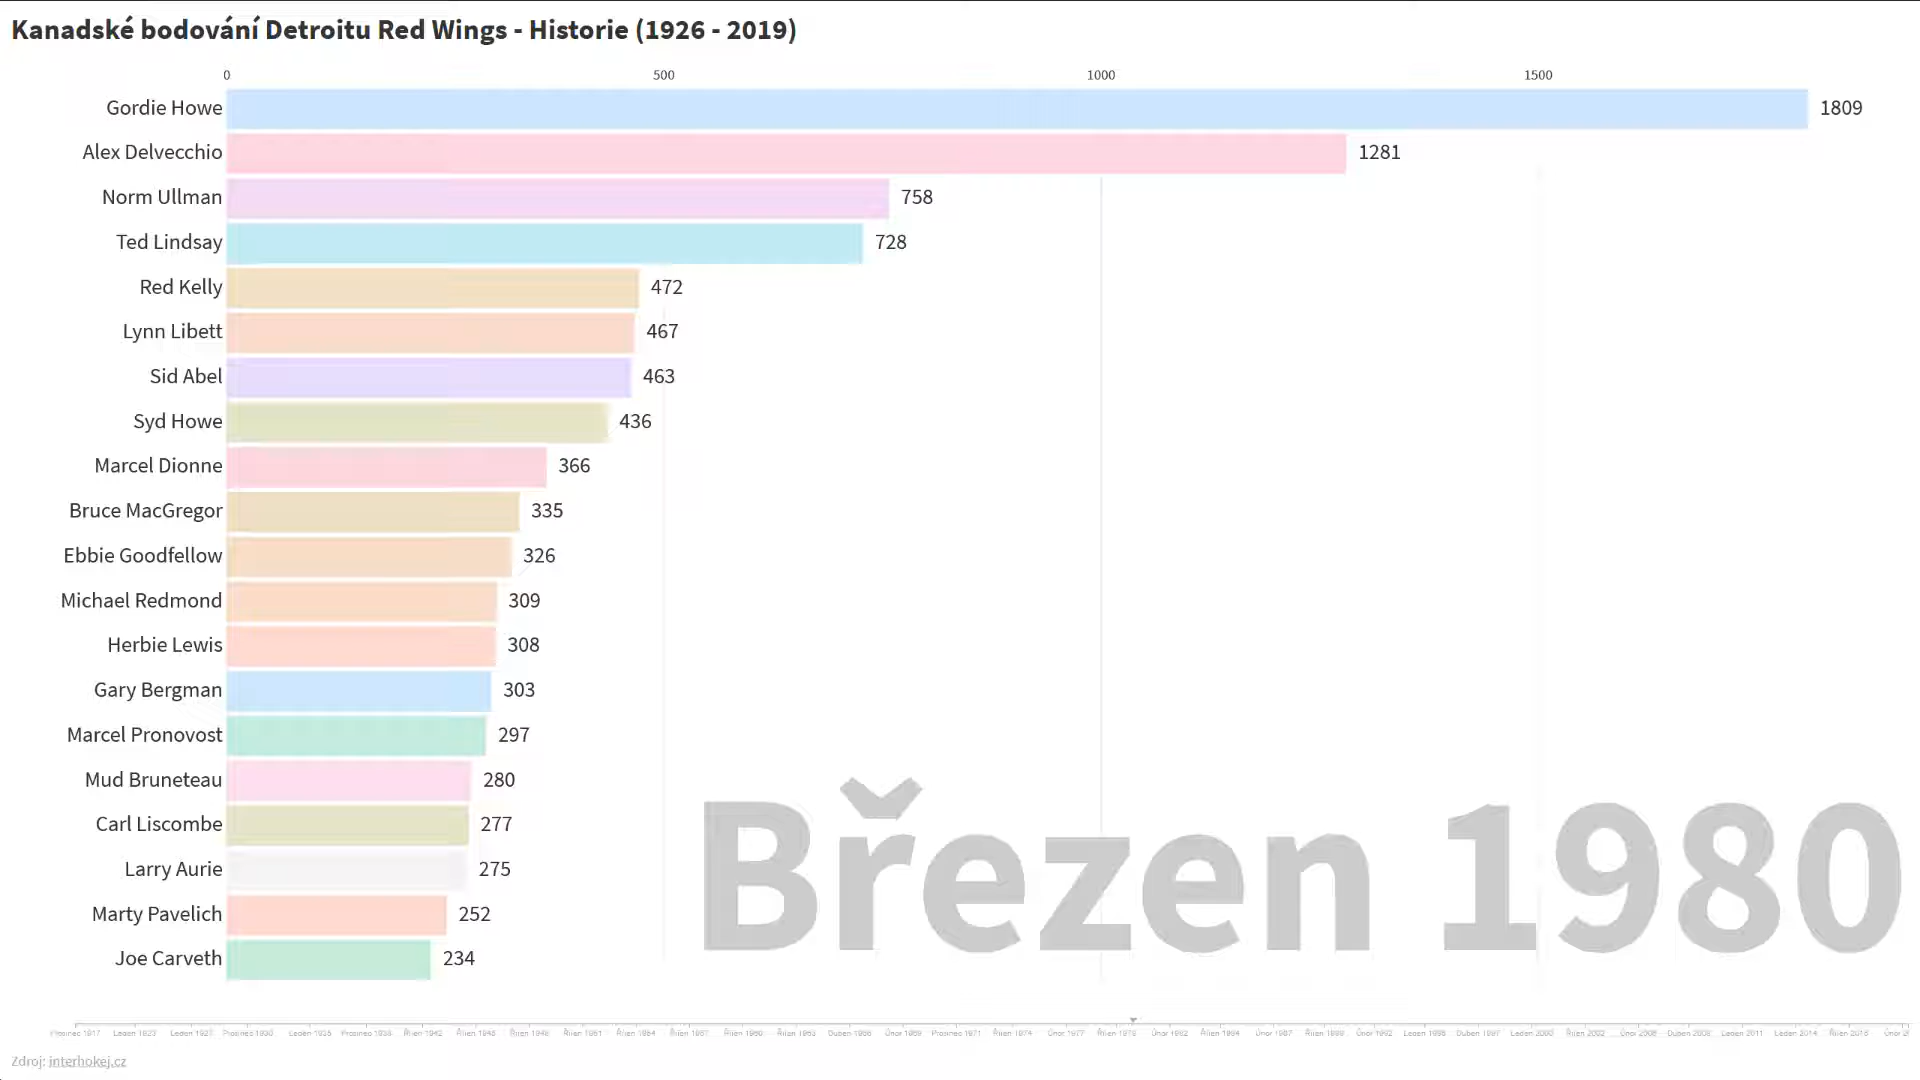 Kanadské bodování Detroitu Red Wings - Historie (1926 - 2019)
0 500 1000 1500
Gordie Howe 1809
Alex Delvecchio 1281
Norm Ullman 758
Ted Lindsay 728
Red Kelly 472
Lynn Libett 467
Sid Abel 463
Syd Howe 436
Marcel Dionne 366
Bruce MacGregor 335
Ebbie Goodfellow 326
Michael Redmond 309
Herbie Lewis 308
Gary Bergman 303
Marcel Pronovost 297
Mud Bruneteau 280
Carl Liscombe 277
Larry Aurie 275
Marty Pavelich 252
Joe Carveth 234
Březen 1980
Zdroj: interhokej.cz